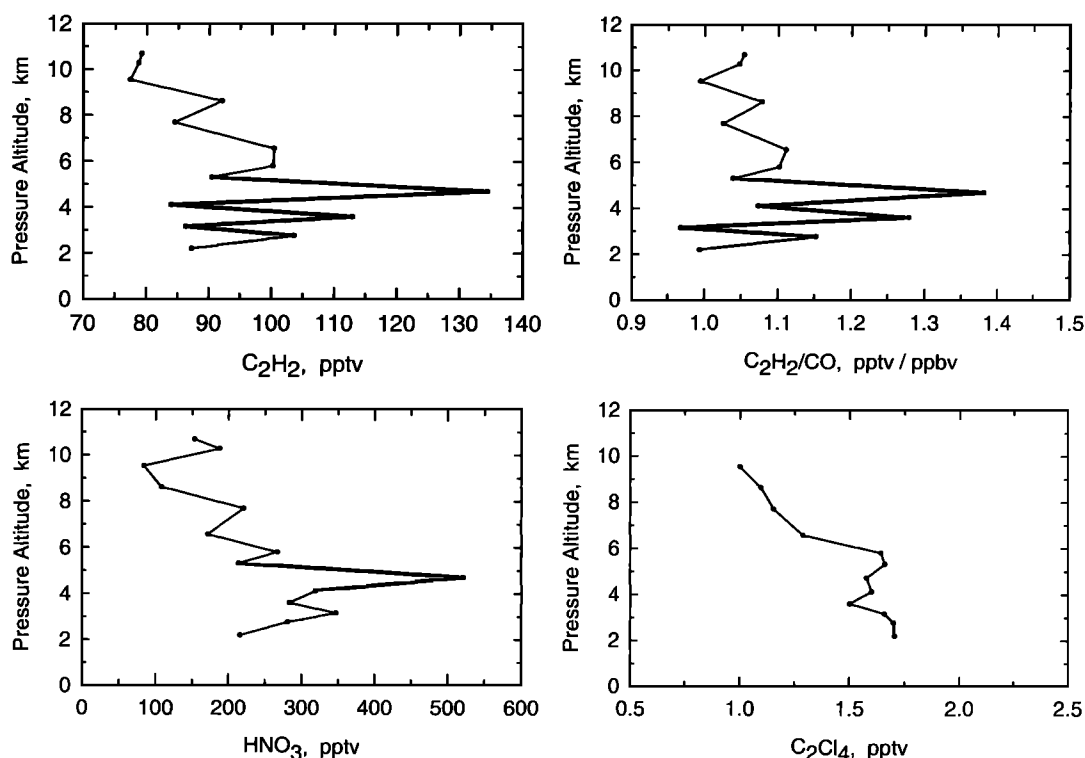 12
10
8
6
4
2
0
Pressure Altitude, km
70 80 90 100 110 120 130 140
C₂H₂, pptv
12
10
8
6
4
2
0
Pressure Altitude, km
0.9 1.0 1.1 1.2 1.3 1.4 1.5
C₂H₂/CO, pptv / ppbv
12
10
8
6
4
2
0
Pressure Altitude, km
0 100 200 300 400 500 600
HNO₃, pptv
12
10
8
6
4
2
0
Pressure Altitude, km
0.5 1.0 1.5 2.0 2.5
C₂Cl₄, pptv